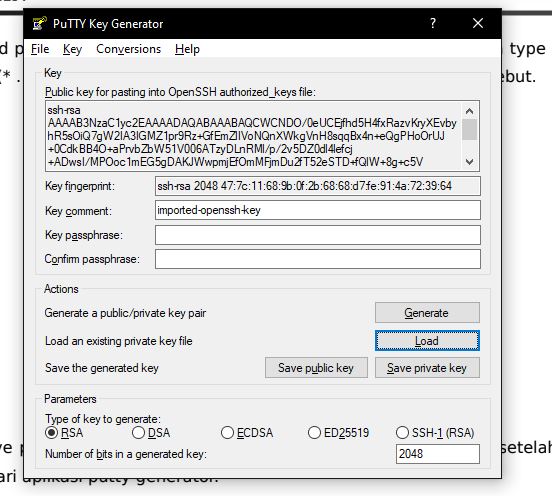 PuTTY Key Generator
?
File Key Conversions Help
d p
type
(* .
ebut.
Key
Public key for pasting into OpenSSH authorized_keys file:
ssh-rsa
AAAAB3NzaC1yc2EAAAADAQABAAABAQCWCNDO/0eUCEjfhd5H4fxRazvKryXEvby
hR5sOiQ7gW2IA3IGMZ1pr9Rz+GfEmZIIVoNQnXWkgVnH8sqqBx4n+eQgPHoOrUJ
+0CdkBB4O+aPrvbZbW51V006ATzyDLnRMI/p/2v5DZ0dI4lefcj
+ADwsI/MPOoc1mEG5gDAKJWwpmjEfOmMFjmDu2fT52eSTD+fQIW+8g+c5V
Key fingerprint: ssh-rsa 2048 47:7c:11:68:9b:0f:2b:68:68:d7:fe:91:4a:72:39:64
Key comment: imported-openssh-key
Key passphrase:
Confirm passphrase:
Actions
Generate a public/private key pair Generate
Load an existing private key file Load
Save the generated key Save public key Save private key
Parameters
Type of key to generate:
RSA DSA ECDSA ED25519 SSH-1 (RSA)
Number of bits in a generated key: 2048
ve p
setelah
ari aplikasi putty generator.